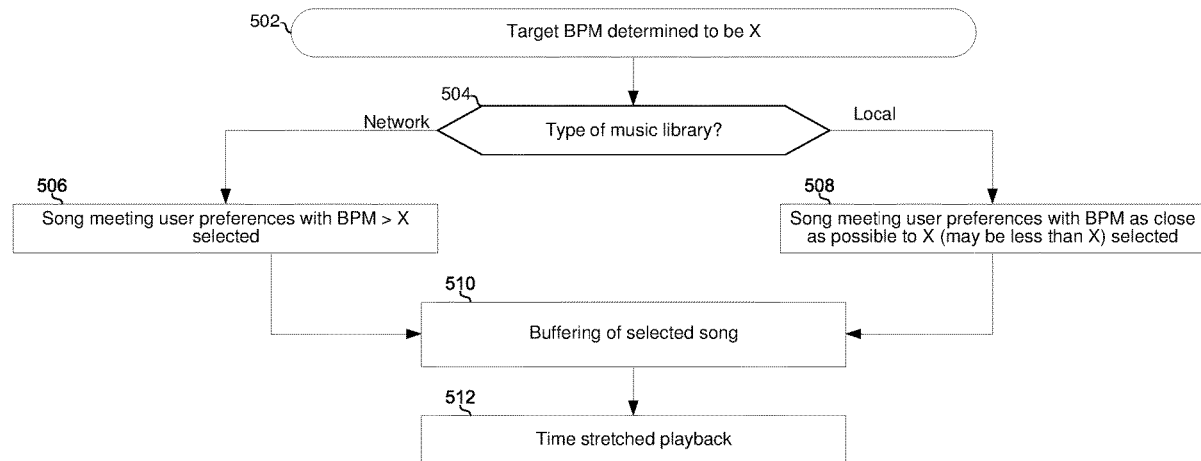 502
Target BPM determined to be X
504
Type of music library?
Network
Local
506
Song meeting user preferences with BPM > X
selected
508
Song meeting user preferences with BPM as close
as possible to X (may be less than X) selected
510
Buffering of selected song
512
Time stretched playback